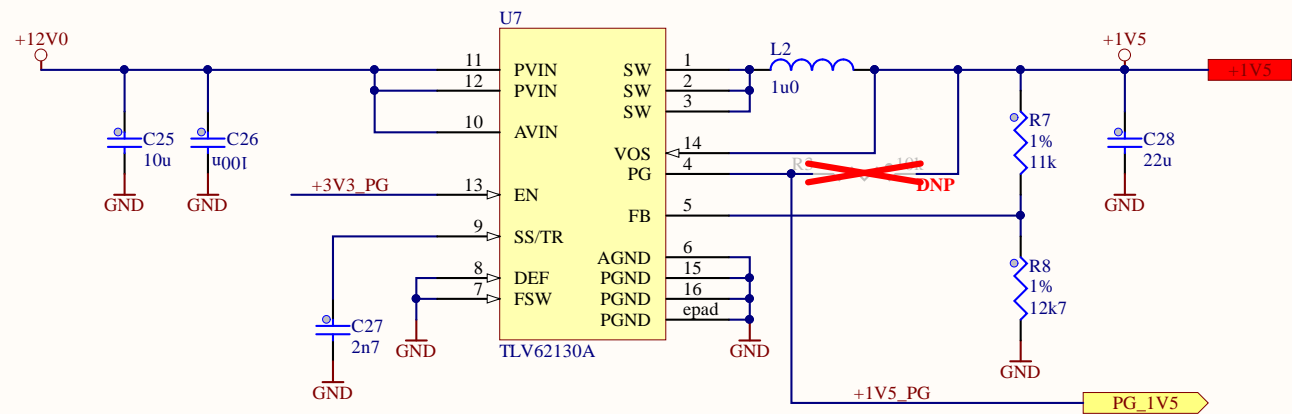 U7
+12V0
+1V5
L2
1u0
+1V5
11
12
10
PVIN
PVIN
AVIN
SW
SW
SW
1
2
3
C25
10u
C26
100n
GND
GND
+3V3_PG
13
EN
9
SS/TR
8
DEF
7
FSW
VOS
14
PG
4
10k
DNP
FB
5
AGND
6
PGND
15
PGND
16
PGND
epad
R7
1%
11k
C28
22u
GND
R8
1%
12k7
GND
C27
2n7
GND
GND
TLV62130A
GND
+1V5_PG
PG_1V5